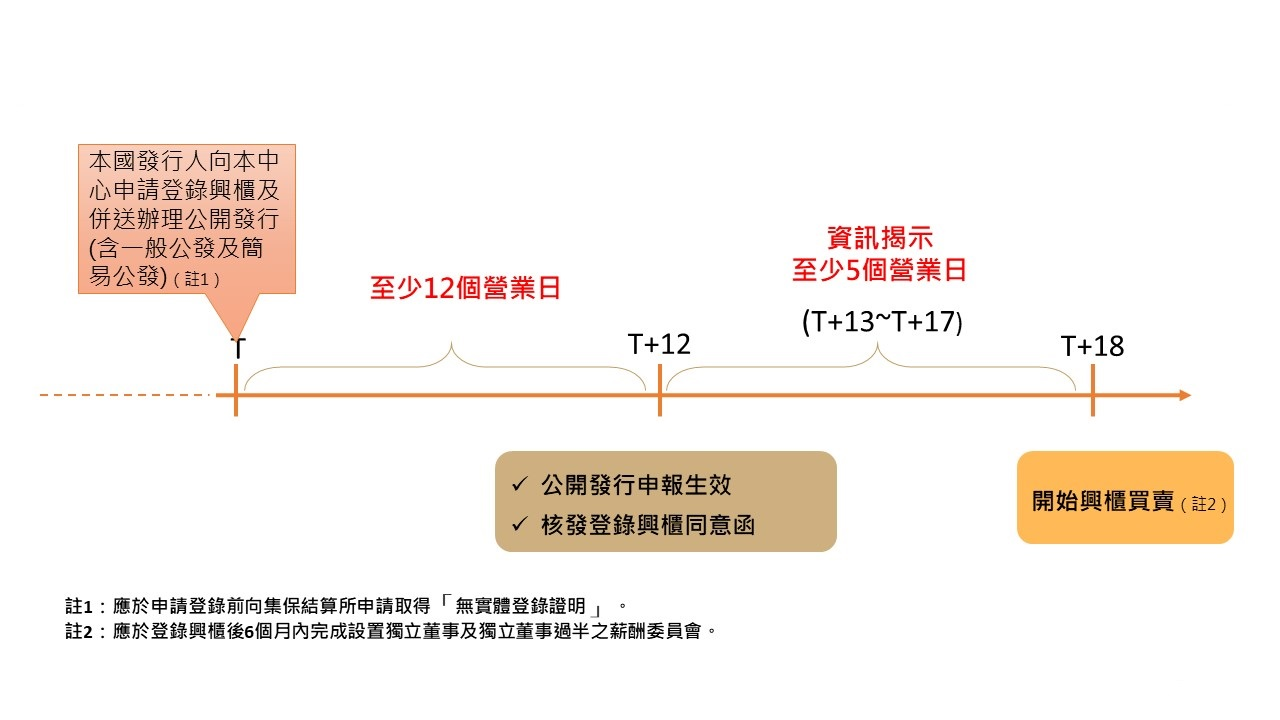 本國發行人向本中
心申請登錄興櫃及
併送辦理公開發行
(含一般公發及簡
易公發)（註1）
至少12個營業日
資訊揭示
至少5個營業日
(T+13~T+17)
T
T+12
T+18
✓ 公開發行申報生效
✓ 核發登錄興櫃同意函
開始興櫃買賣（註2）
註1：應於申請登錄前向集保結算所申請取得「無實體登錄證明」。
註2：應於登錄興櫃後6個月內完成設置獨立董事及獨立董事過半之薪酬委員會。